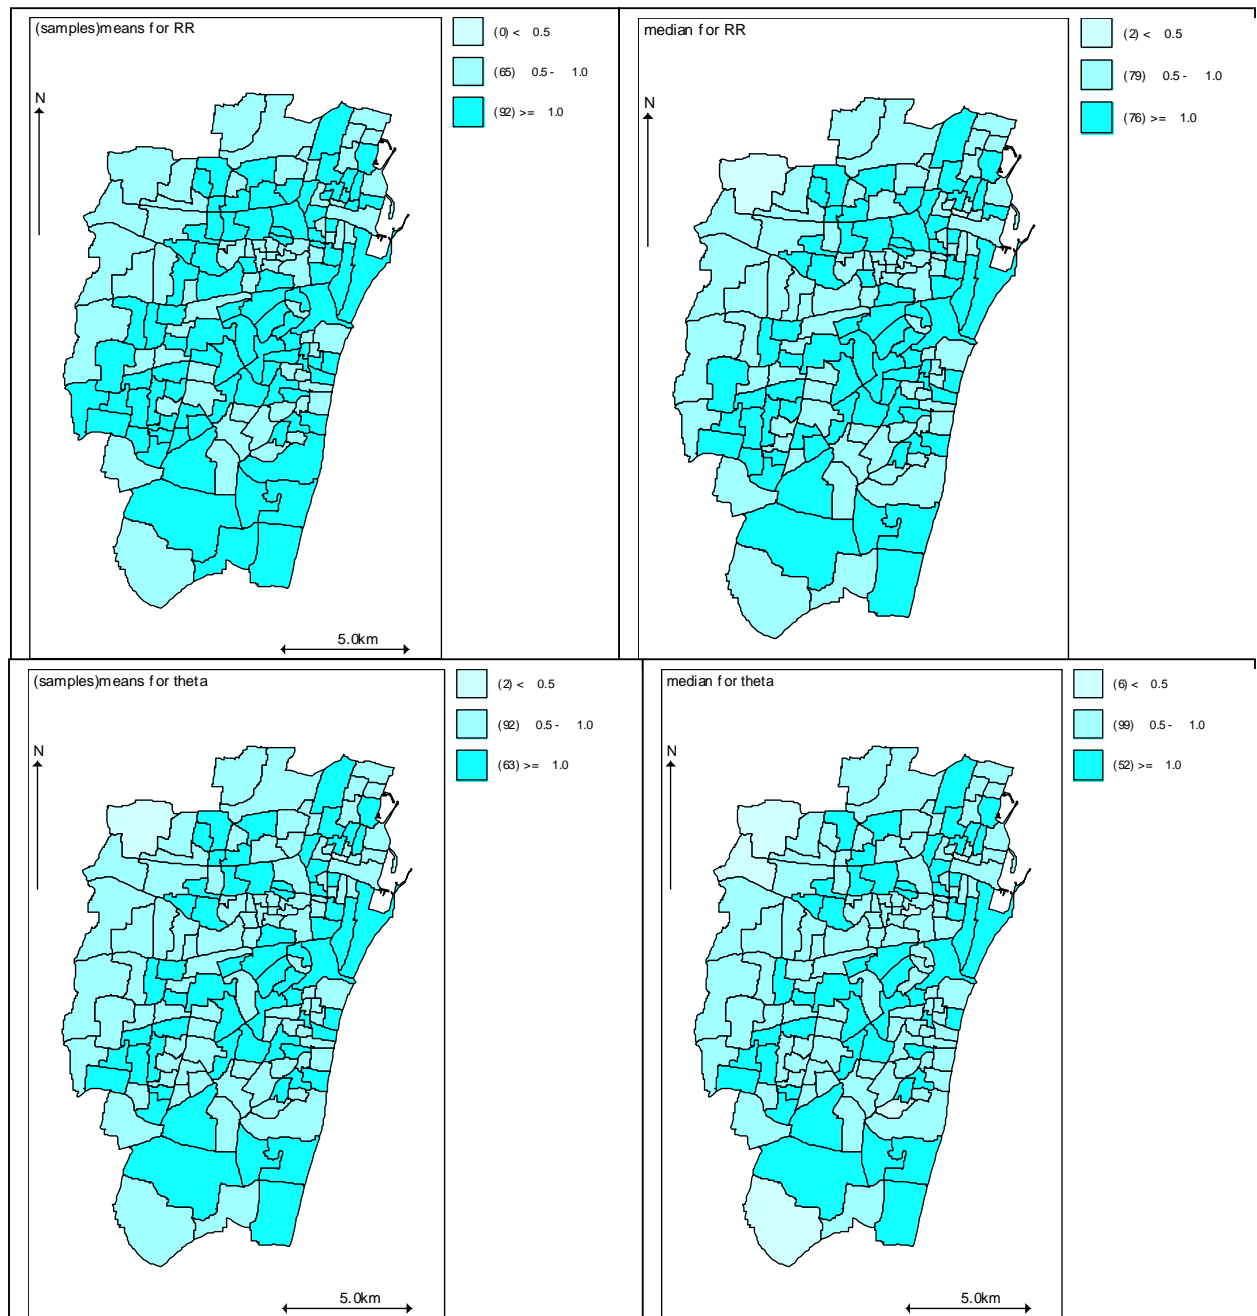 (samples)means for RR
(0) < 0.5
(65) 0.5 - 1.0
(92) >= 1.0
N
5.0km
median for RR
(2) < 0.5
(79) 0.5 - 1.0
(76) >= 1.0
N
(samples)means for theta
(2) < 0.5
(92) 0.5 - 1.0
(63) >= 1.0
N
5.0km
median for theta
(6) < 0.5
(99) 0.5 - 1.0
(52) >= 1.0
N
5.0km